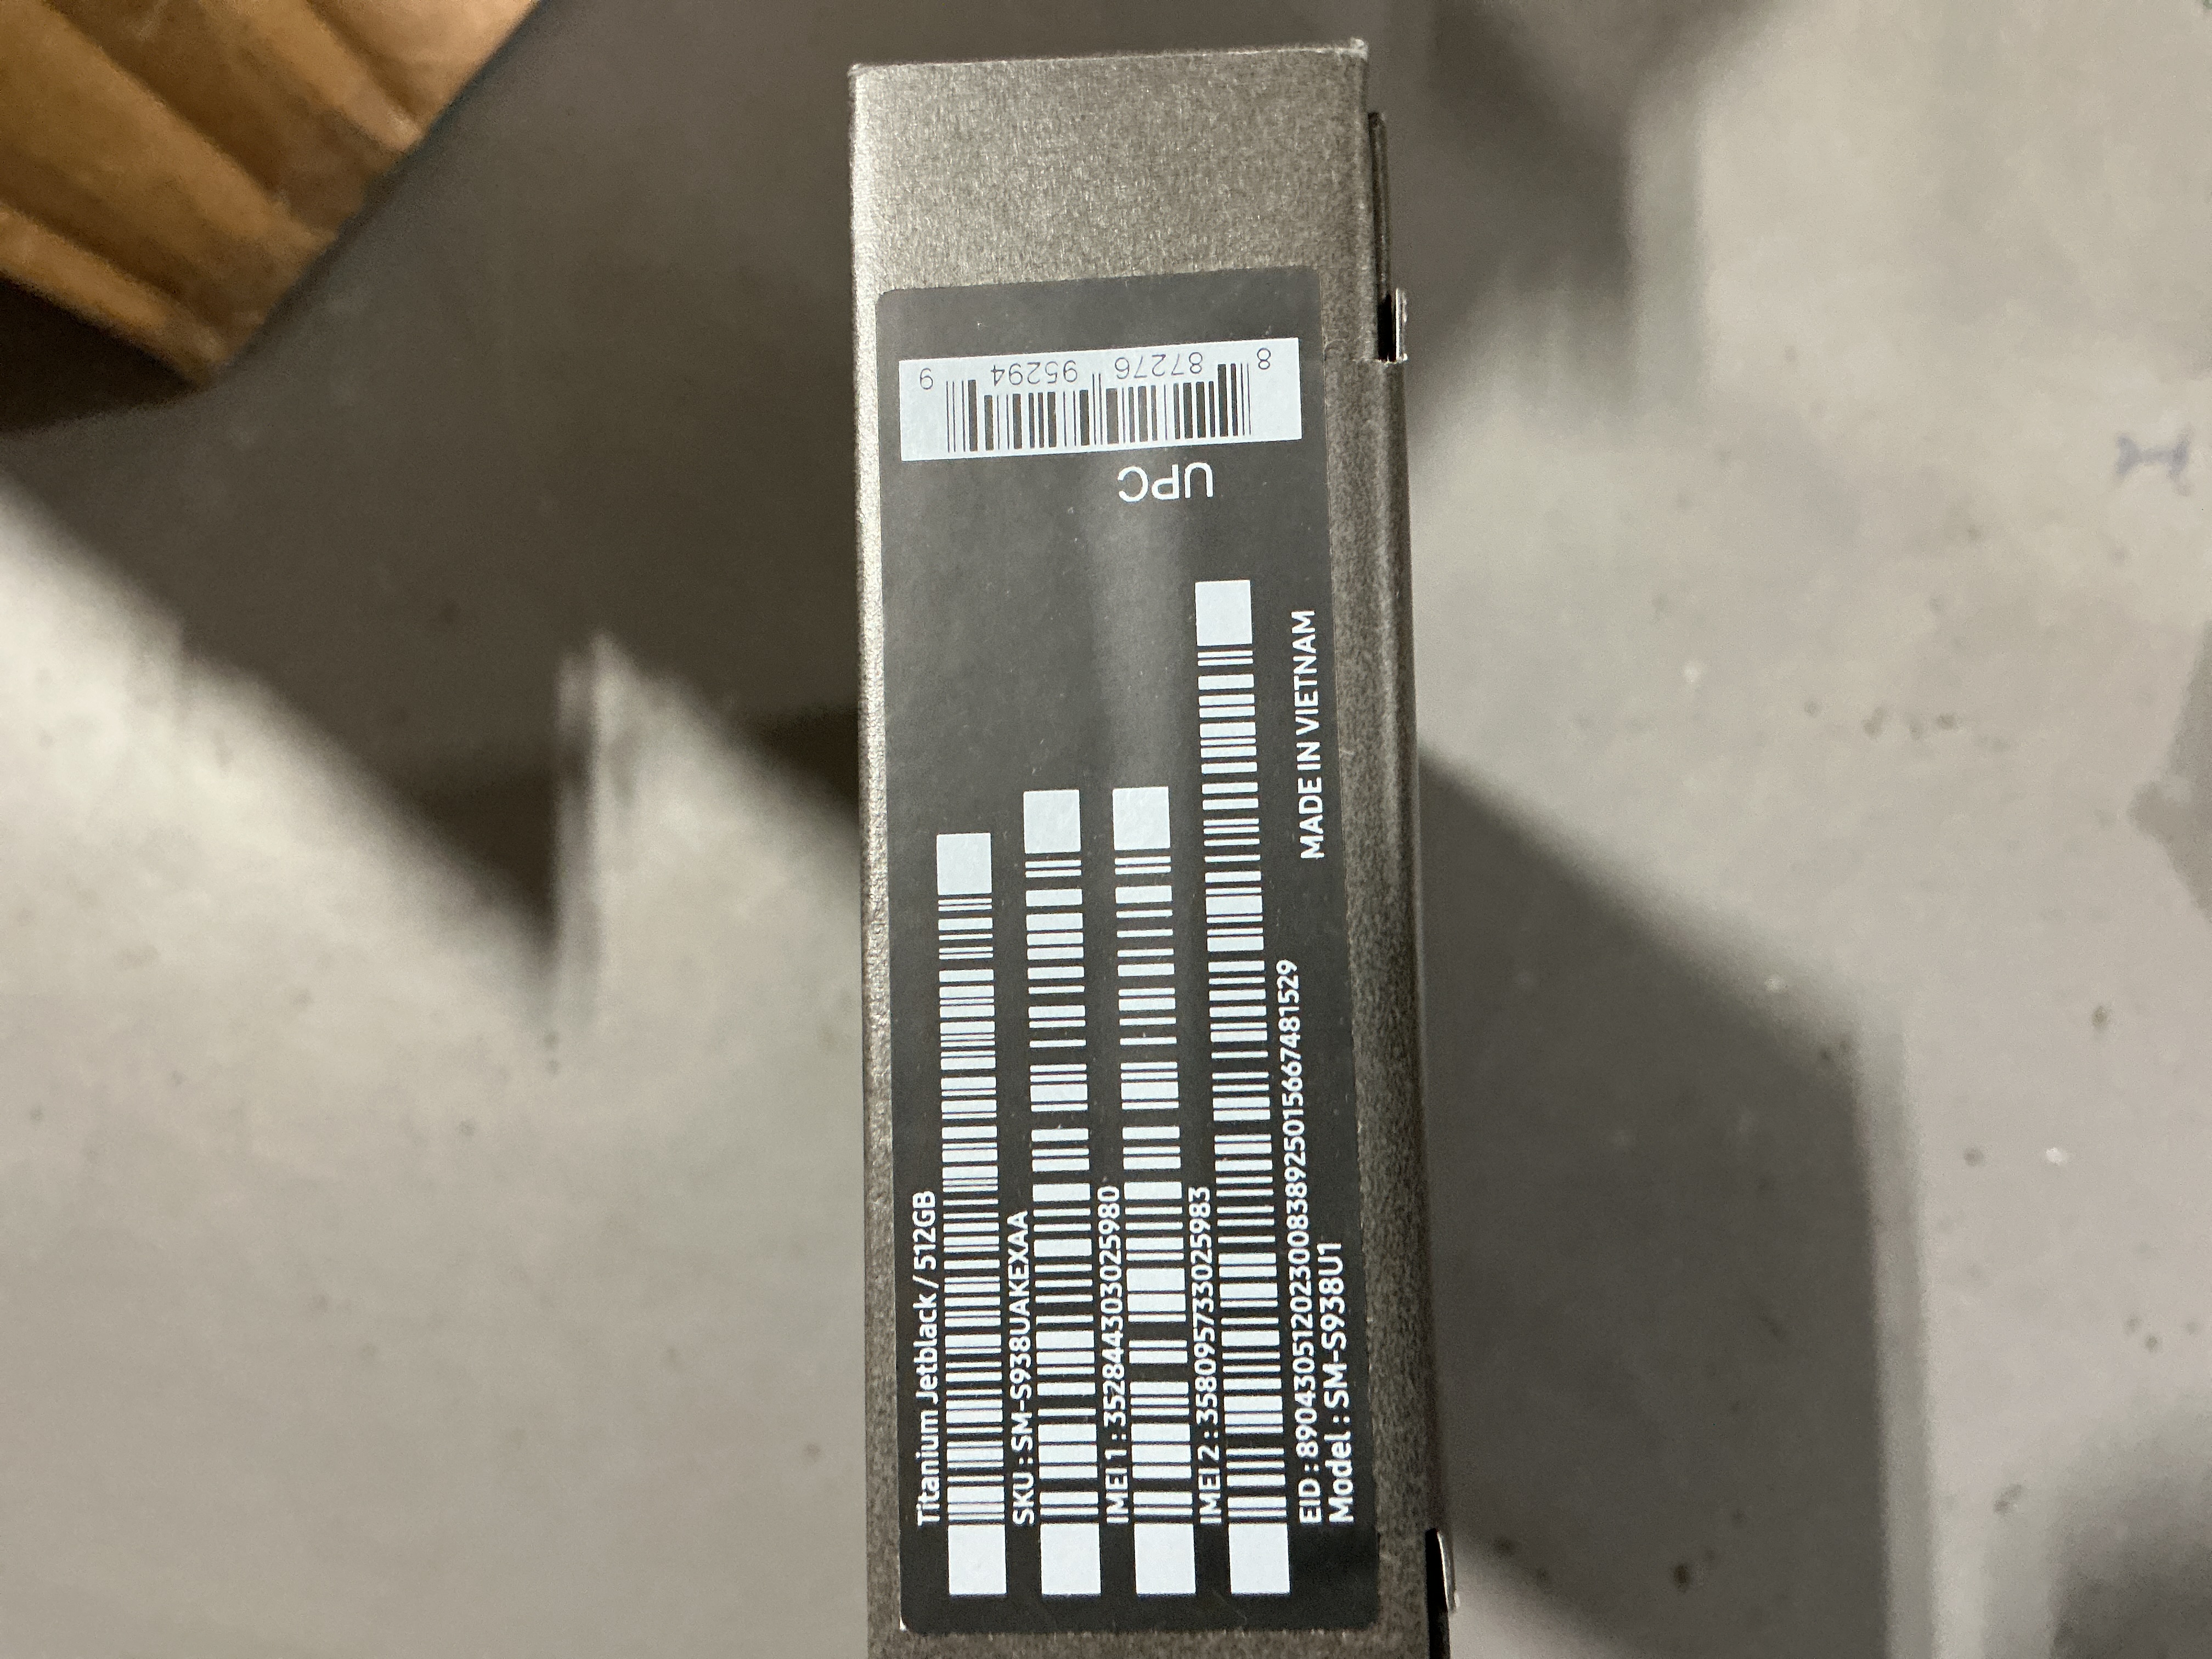 Titanium Jetblack / 512GB
SKU : SM-S938UAKEXAA
IMEI 1 : 352844303025980
IMEI 2 : 358095733025983
EID : 89043051202300838925015667481529
Model : SM-S938U1
MADE IN VIETNAM
UPC
8 87276 95294 9